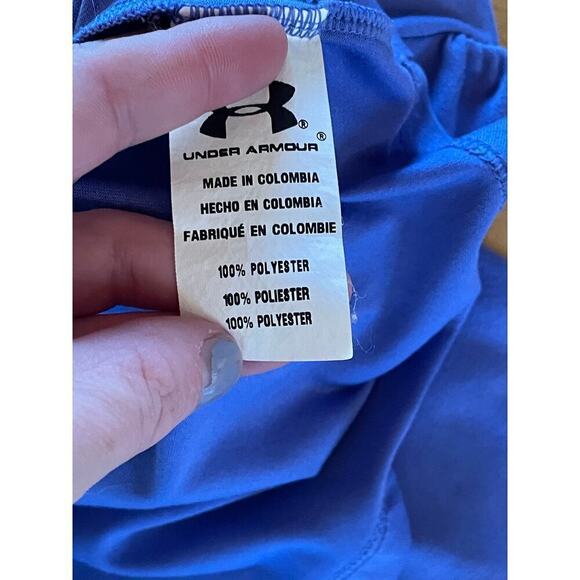 ®
UNDER ARMOUR®
MADE IN COLOMBIA
HECHO EN COLOMBIA
FABRIQUÉ EN COLOMBIE
100% POLYESTER
100% POLIESTER
100% POLYESTER